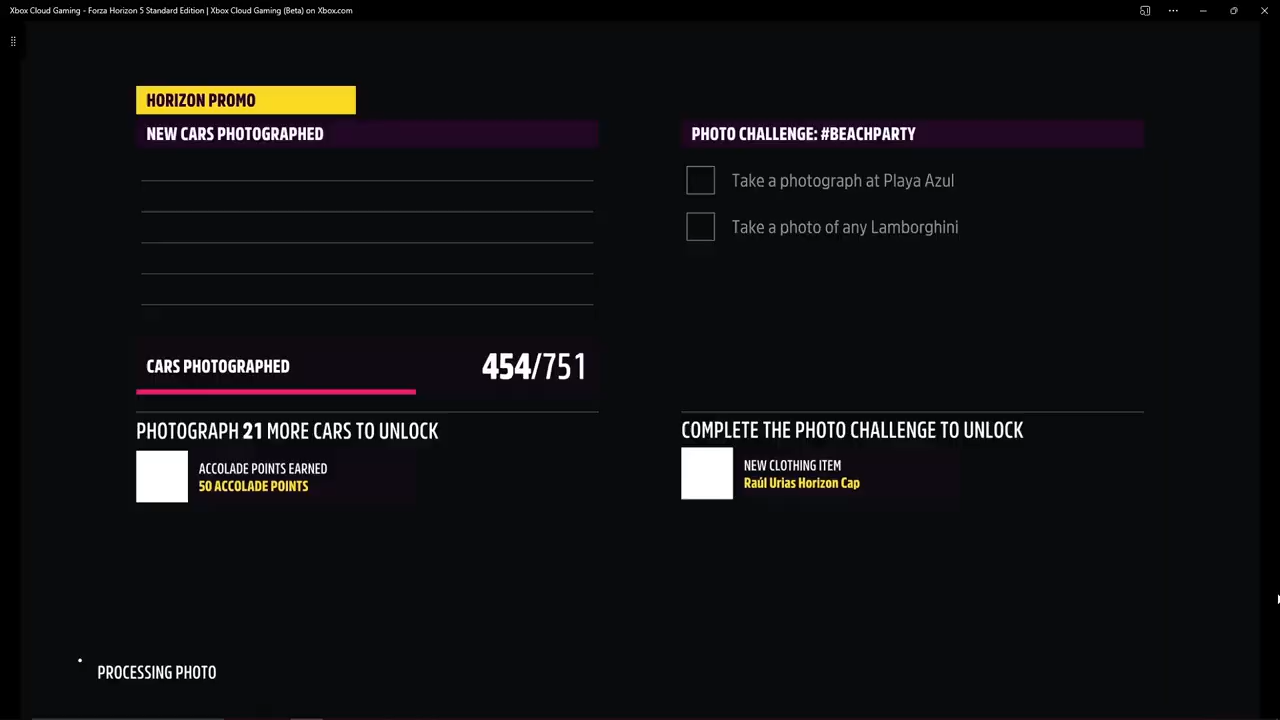 Xbox Cloud Gaming - Forza Horizon 5 Standard Edition | Xbox Cloud Gaming (Beta) on Xbox.com
HORIZON PROMO
NEW CARS PHOTOGRAPHED
CARS PHOTOGRAPHED
454/751
PHOTOGRAPH 21 MORE CARS TO UNLOCK
ACCOLADE POINTS EARNED
50 ACCOLADE POINTS
PHOTO CHALLENGE: #BEACHPARTY
Take a photograph at Playa Azul
Take a photo of any Lamborghini
COMPLETE THE PHOTO CHALLENGE TO UNLOCK
NEW CLOTHING ITEM
Raúl Urias Horizon Cap
PROCESSING PHOTO